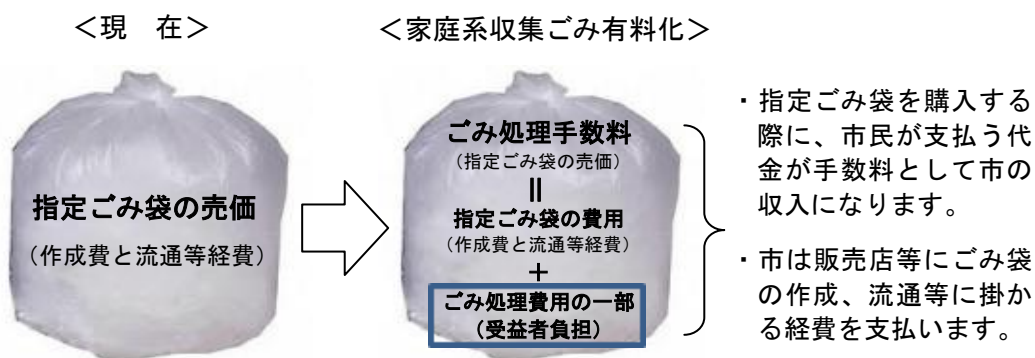 ＜現　在＞
＜家庭系収集ごみ有料化＞
指定ごみ袋の売価
（作成費と流通等経費）
ごみ処理手数料
（指定ごみ袋の売価）
＝
指定ごみ袋の費用
（作成費と流通等経費）
＋
ごみ処理費用の一部
（受益者負担）
・指定ごみ袋を購入する
際に、市民が支払う代
金が手数料として市の
収入になります。
・市は販売店等にごみ袋
の作成、流通等に掛か
る経費を支払います。